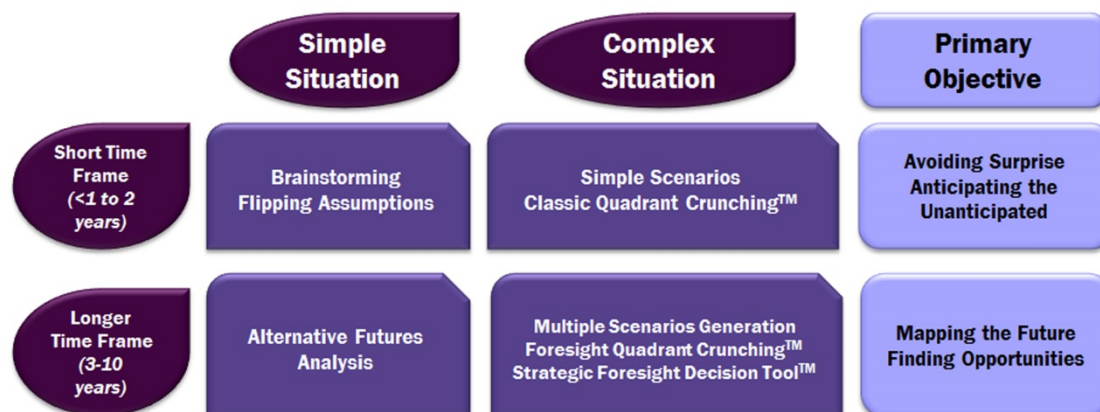 Simple
Situation
Complex
Situation
Primary
Objective
Short Time
Frame
(<1 to 2
years)
Brainstorming
Flipping Assumptions
Simple Scenarios
Classic Quadrant Crunching™
Avoiding Surprise
Anticipating the
Unanticipated
Longer
Time Frame
(3-10
years)
Alternative Futures
Analysis
Multiple Scenarios Generation
Foresight Quadrant Crunching™
Strategic Foresight Decision Tool™
Mapping the Future
Finding Opportunities